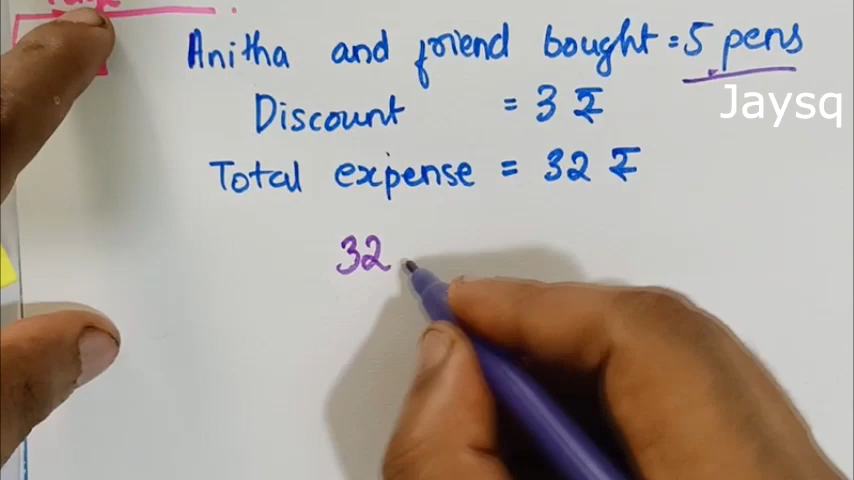 Anitha and friend bought = 5 pens
Jaysq
Discount = 3 ₹
Total expense = 32 ₹
32